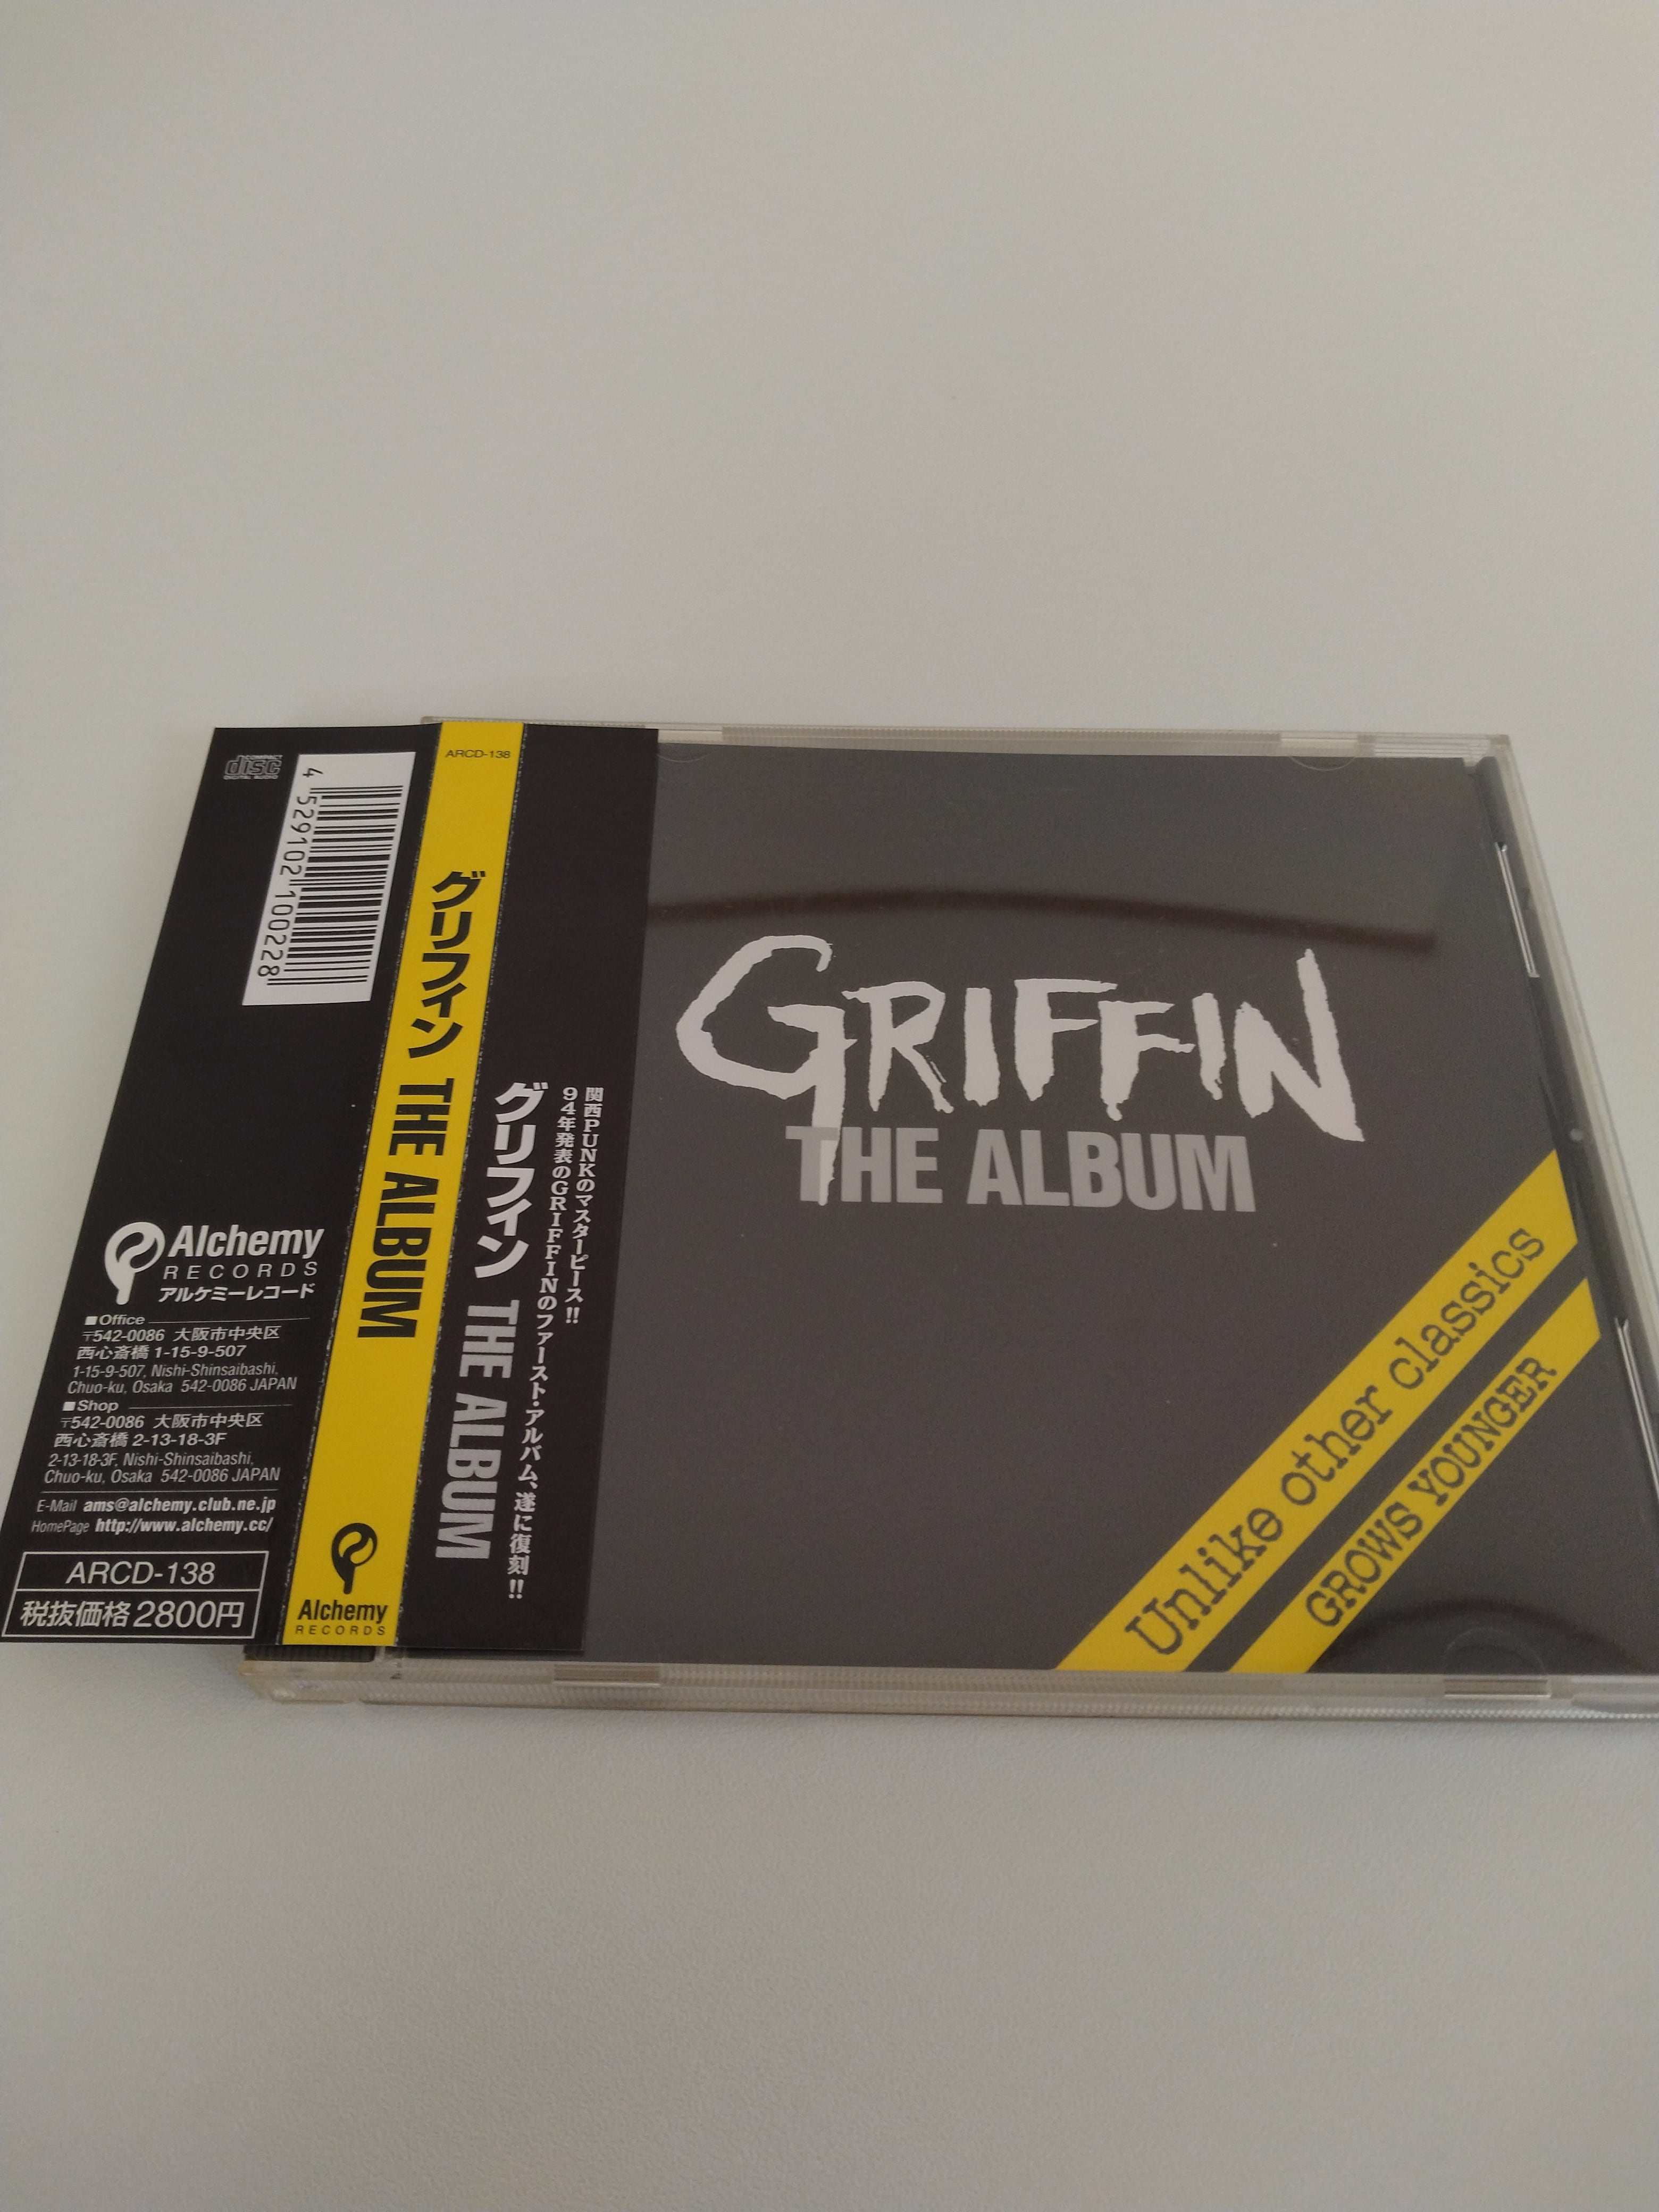 COMPACT
disc
DIGITAL AUDIO
4 529102 100228
Alchemy
RECORDS
アルケミーレコード
■Office
〒542-0086 大阪市中央区
西心斎橋 1-15-9-507
1-15-9-507, Nishi-Shinsaibashi,
Chuo-ku, Osaka 542-0086 JAPAN
■Shop
〒542-0086 大阪市中央区
西心斎橋 2-13-18-3F
2-13-18-3F, Nishi-Shinsaibashi,
Chuo-ku, Osaka 542-0086 JAPAN
E-Mail ams@alchemy.club.ne.jp
HomePage http://www.alchemy.cc/
ARCD-138
税抜価格 2800円
ARCD-138
グリフィン THE ALBUM
Alchemy
RECORDS
関西PUNKのマスターピース!!
94年発表のGRIFFINのファースト・アルバム、遂に復刻!!
グリフィン THE ALBUM
GRIFFIN
THE ALBUM
Unlike other classics
GROWS YOUNGER